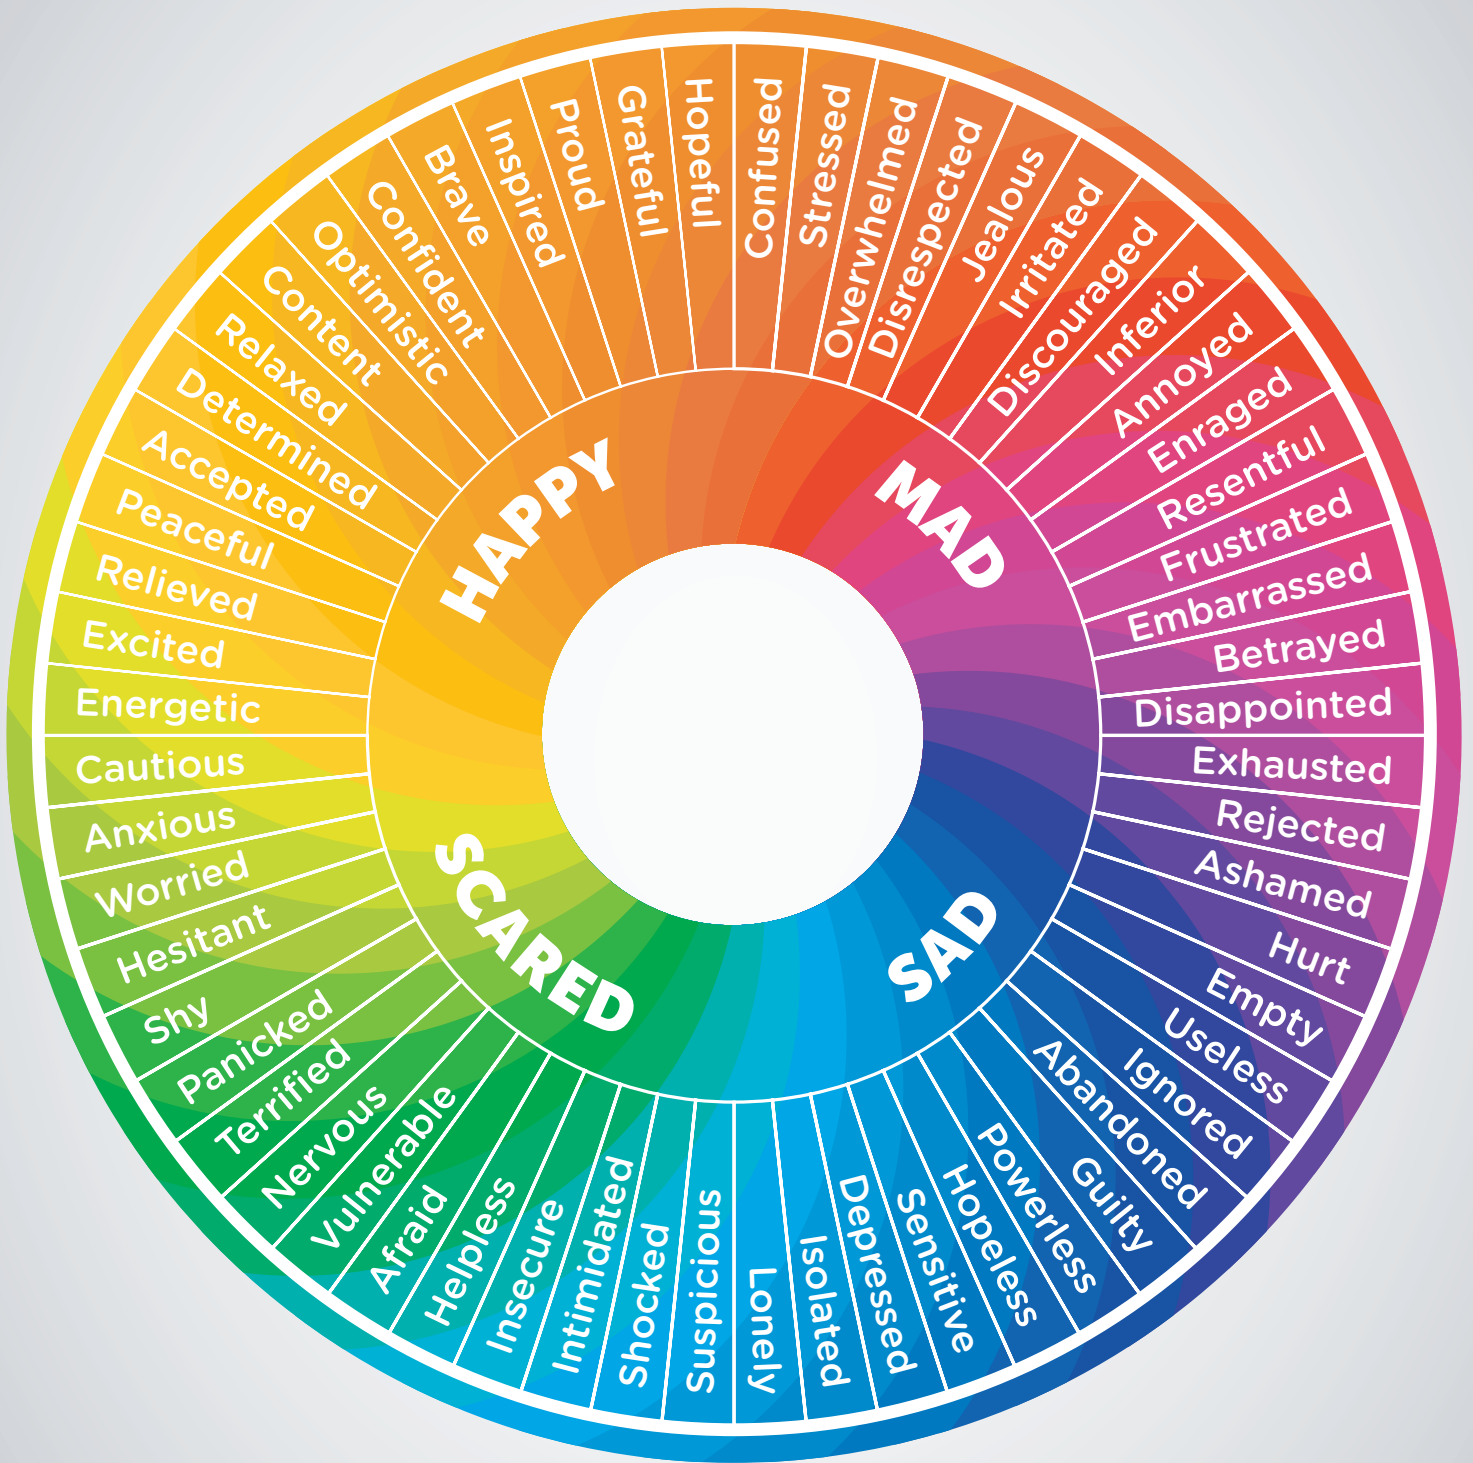 HAPPY
Hopeful
Grateful
Proud
Inspired
Brave
Confident
Optimistic
Content
Relaxed
Determined
Accepted
Peaceful
Relieved
Excited
Energetic
MAD
Confused
Stressed
Overwhelmed
Disrespected
Jealous
Irritated
Discouraged
Inferior
Annoyed
Enraged
Resentful
Frustrated
Embarrassed
Betrayed
Disappointed
SAD
Exhausted
Rejected
Ashamed
Hurt
Empty
Useless
Ignored
Abandoned
Guilty
Powerless
Hopeless
Sensitive
Depressed
Isolated
Lonely
SCARED
Suspicious
Shocked
Intimidated
Insecure
Helpless
Afraid
Vulnerable
Nervous
Terrified
Panicked
Shy
Hesitant
Worried
Anxious
Cautious